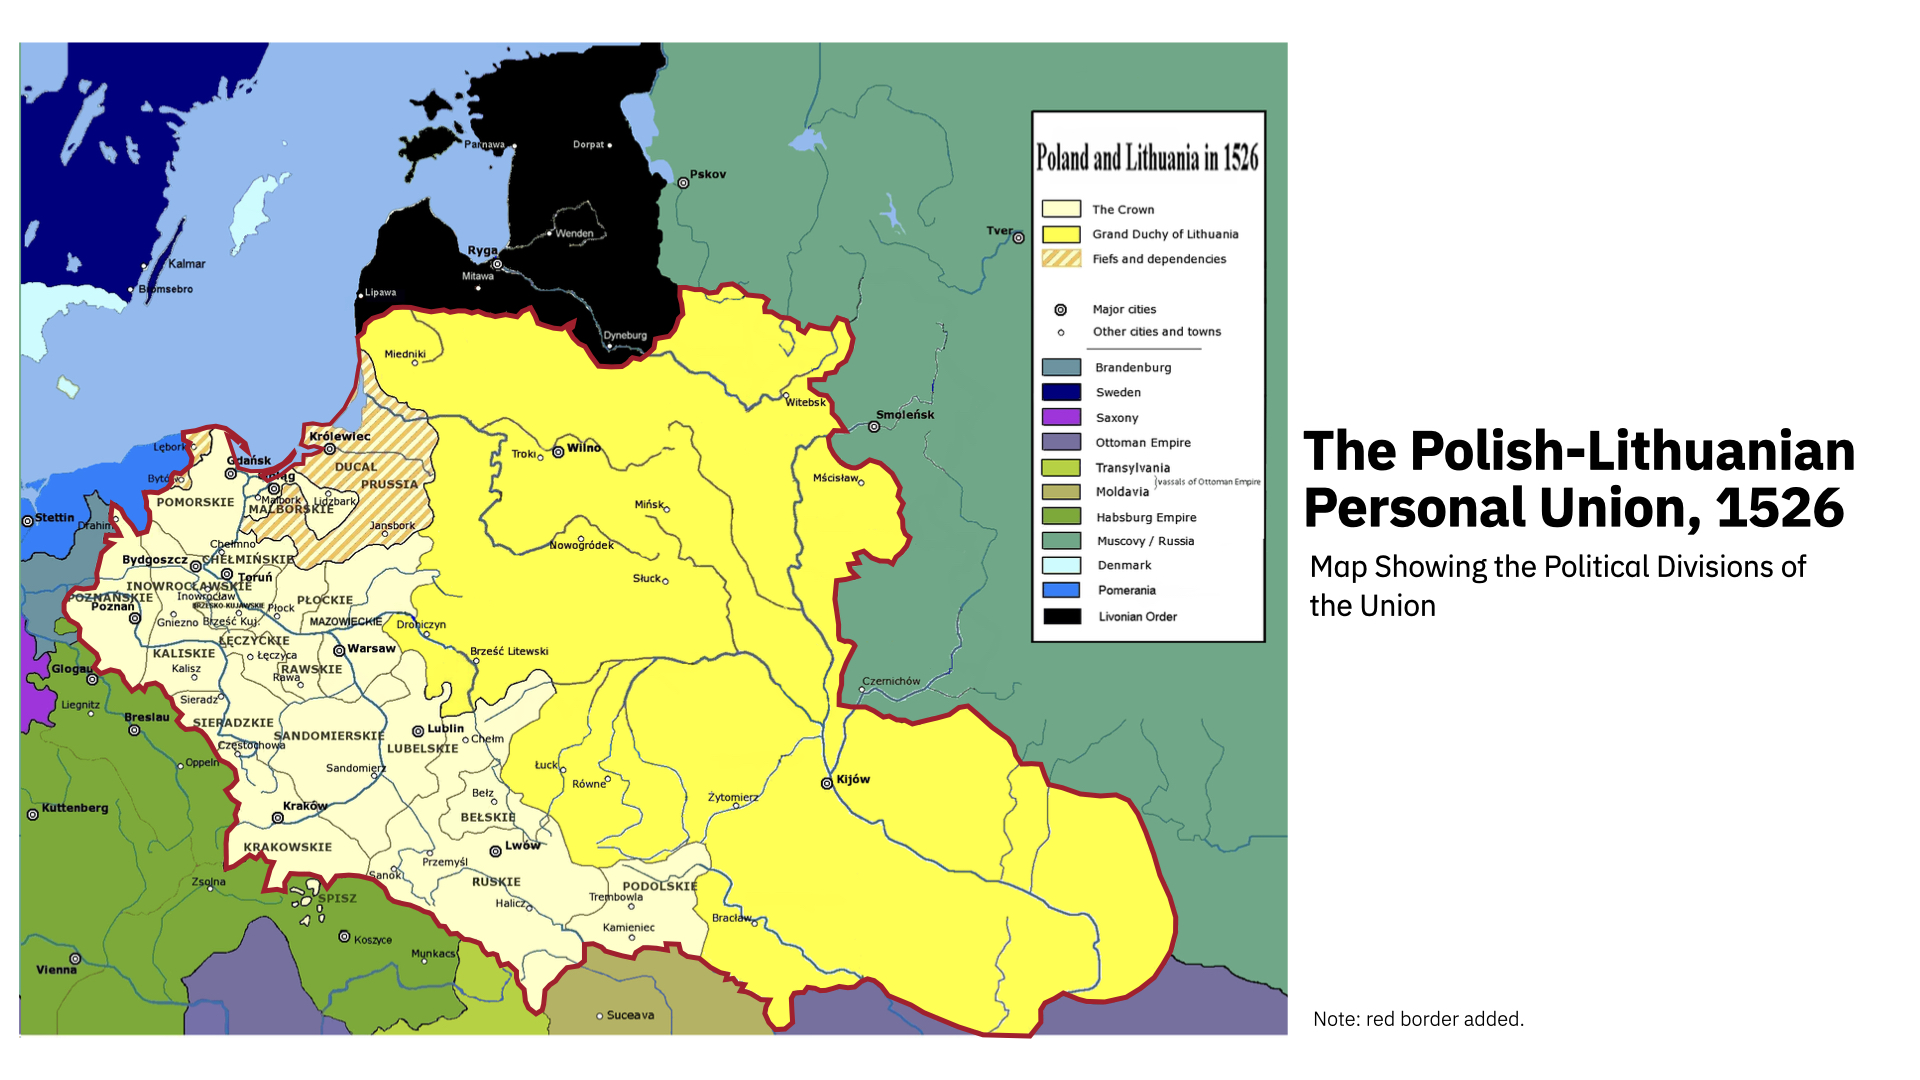 Parnawa
Dorpat
Pskov
Tver
Wenden
Ryga
Mitawa
Kalmar
Bromsebro
Lipawa
Dyneburg
Miedniki
Witebsk
Smoleńsk
Królewiec
Lębork
Gdańsk
Wilno
Troki
DUCAL
PRUSSIA
Bytów
POMORSKIE
Malbork
MALBORSKIE
Lidzbark
Mścisław
Mińsk
Stettin
Drahim
Jansbork
Chełmno
Nowogródek
Bydgoszcz
CHEŁMIŃSKIE
Toruń
Słuck
INOWROCŁAWSKIE
Inowrocław
POZNAŃSKIE
Poznań
BRZESKO-KUJAWSKIE
Płock
PŁOCKIE
Gniezno
Brześć Kuj.
MAZOWIECKIE
Droniczyn
ŁĘCZYCKIE
KALISKIE
Łęczyca
Warsaw
Brześć Litewski
Glogau
Kalisz
RAWSKIE
Rawa
Czernichów
Liegnitz
Sieradz
Breslau
SIERADZKIE
SANDOMIERSKIE
Lublin
LUBELSKIE
Chełm
Częstochowa
Oppeln
Sandomierz
Łuck
Równe
Kijów
Kuttenberg
Kraków
Bełz
BEŁSKIE
Żytomierz
KRAKOWSKIE
Lwów
Przemyśl
Sanok
RUSKIE
Zsolna
SPISZ
Halicz
Trembowla
PODOLSKIE
Kamieniec
Bracław
Koszyce
Munkacs
Vienna
Suceava
Poland and Lithuania in 1526
The Crown
Grand Duchy of Lithuania
Fiefs and dependencies
Major cities
Other cities and towns
Brandenburg
Sweden
Saxony
Ottoman Empire
Transylvania
Moldavia
vassals of Ottoman Empire
Habsburg Empire
Muscovy / Russia
Denmark
Pomerania
Livonian Order
The Polish-Lithuanian
Personal Union, 1526
Map Showing the Political Divisions of
the Union
Note: red border added.